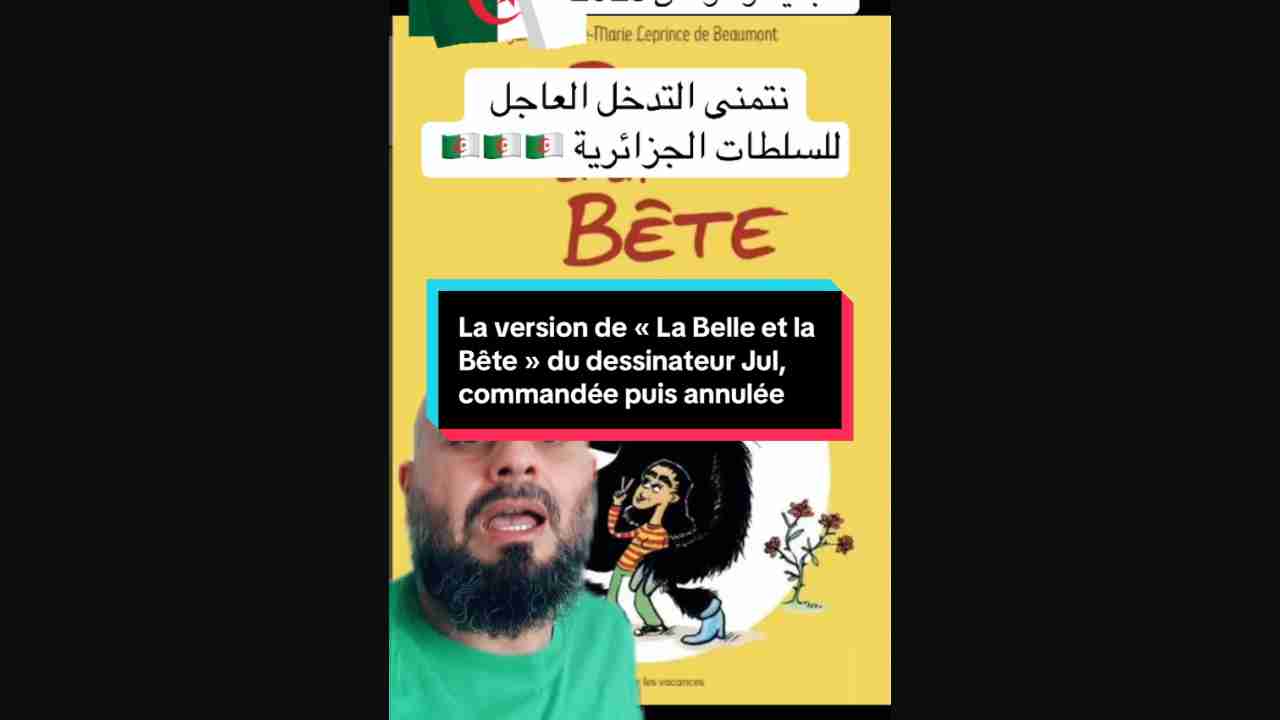 -Marie Leprince de Beaumont
نتمنى التدخل العاجل
للسلطات الجزائرية 🇩🇿🇩🇿🇩🇿
BÊTE
La version de « La Belle et la
Bête » du dessinateur Jul,
commandée puis annulée
les vacances